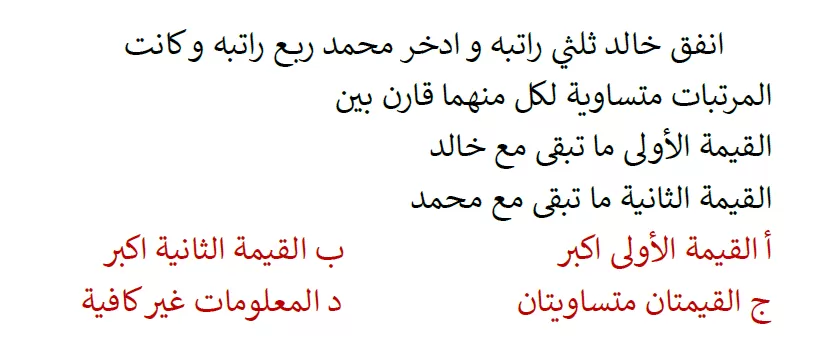 انفق خالد ثلثي راتبه و ادخر محمد ربع راتبه وكانت
المرتبات متساوية لكل منهما قارن بين
القيمة الأولى ما تبقى مع خالد
القيمة الثانية ما تبقى مع محمد
أ القيمة الأولى اكبر ب القيمة الثانية اكبر
ج القيمتان متساويتان د المعلومات غير كافية